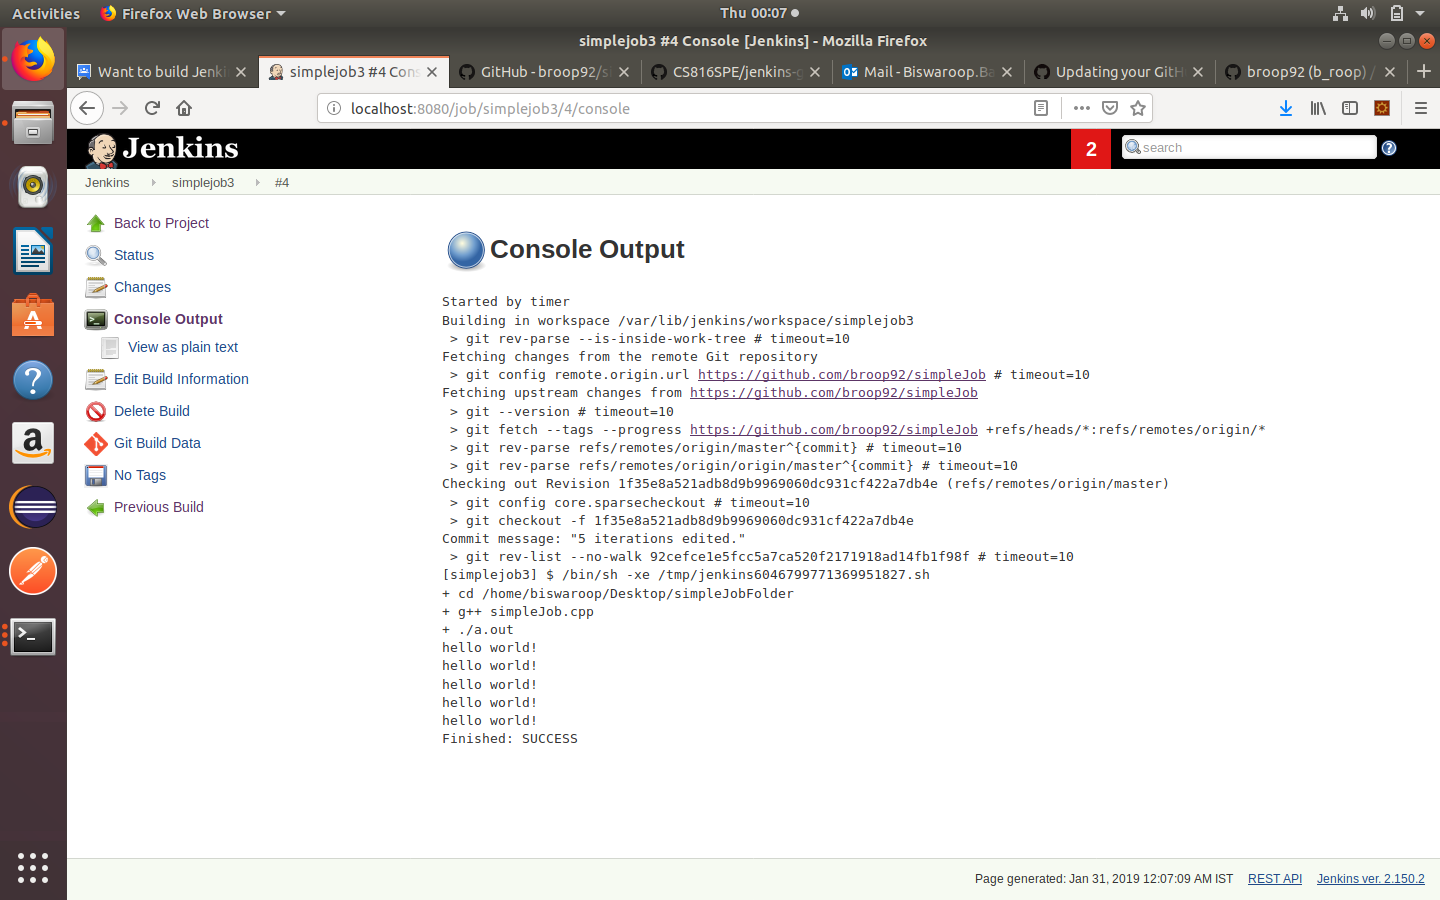 Activities
Firefox Web Browser
Thu 00:07
simplejob3 #4 Console [Jenkins] - Mozilla Firefox
Want to build Jenki
simplejob3 #4 Cons
GitHub - broop92/si
CS816SPE/jenkins-g
Mail - Biswaroop.Ba
Updating your GitH
broop92 (b_roop) /
localhost:8080/job/simplejob3/4/console
Jenkins
2
search
Jenkins
simplejob3
#4
Back to Project
Status
Changes
Console Output
View as plain text
Edit Build Information
Delete Build
Git Build Data
No Tags
Previous Build
Console Output
Started by timer
Building in workspace /var/lib/jenkins/workspace/simplejob3
> git rev-parse --is-inside-work-tree # timeout=10
Fetching changes from the remote Git repository
> git config remote.origin.url https://github.com/broop92/simpleJob # timeout=10
Fetching upstream changes from https://github.com/broop92/simpleJob
> git --version # timeout=10
> git fetch --tags --progress https://github.com/broop92/simpleJob +refs/heads/*:refs/remotes/origin/*
> git rev-parse refs/remotes/origin/master^{commit} # timeout=10
> git rev-parse refs/remotes/origin/origin/master^{commit} # timeout=10
Checking out Revision 1f35e8a521adb8d9b9969060dc931cf422a7db4e (refs/remotes/origin/master)
> git config core.sparsecheckout # timeout=10
> git checkout -f 1f35e8a521adb8d9b9969060dc931cf422a7db4e
Commit message: "5 iterations edited."
> git rev-list --no-walk 92cefce1e5fcc5a7ca520f2171918ad14fb1f98f # timeout=10
[simplejob3] $ /bin/sh -xe /tmp/jenkins6046799771369951827.sh
+ cd /home/biswaroop/Desktop/simpleJobFolder
+ g++ simpleJob.cpp
+ ./a.out
hello world!
hello world!
hello world!
hello world!
hello world!
Finished: SUCCESS
Page generated: Jan 31, 2019 12:07:09 AM IST
REST API
Jenkins ver. 2.150.2